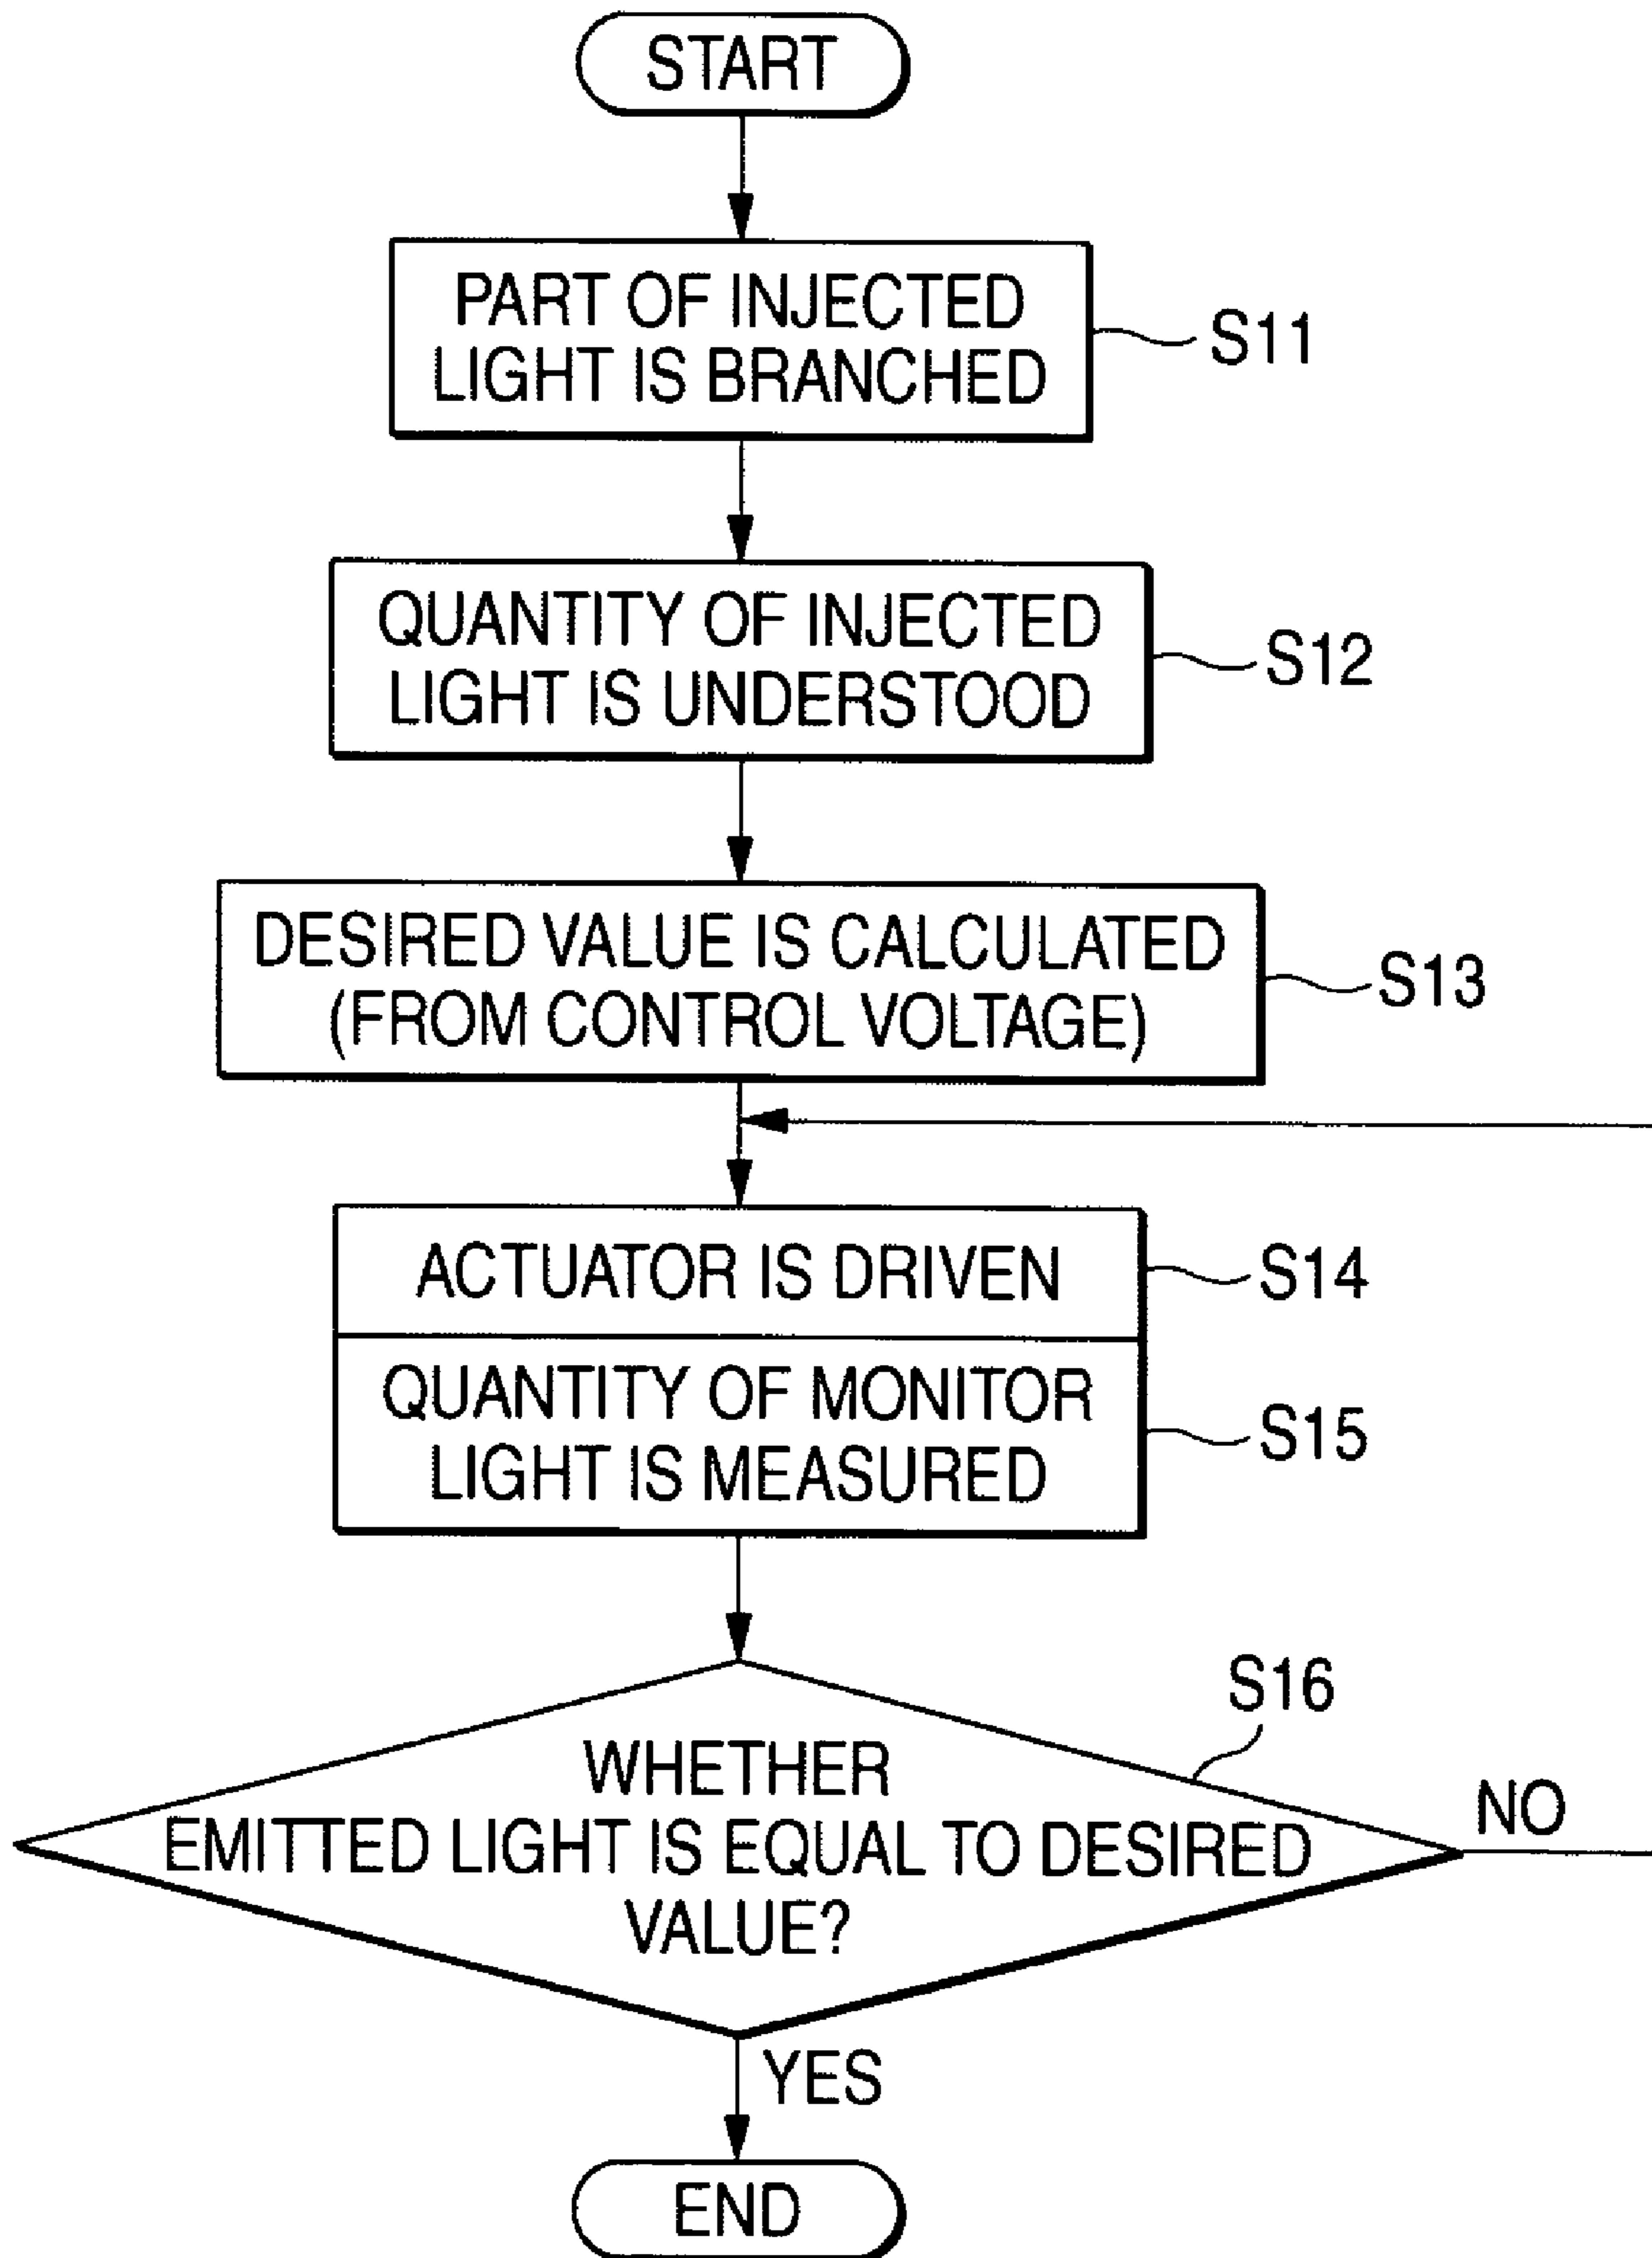 START
PART OF INJECTED
LIGHT IS BRANCHED
S11
QUANTITY OF INJECTED
LIGHT IS UNDERSTOOD
S12
DESIRED VALUE IS CALCULATED
(FROM CONTROL VOLTAGE)
S13
ACTUATOR IS DRIVEN
S14
QUANTITY OF MONITOR
LIGHT IS MEASURED
S15
S16
WHETHER
EMITTED LIGHT IS EQUAL TO DESIRED
VALUE?
NO
YES
END